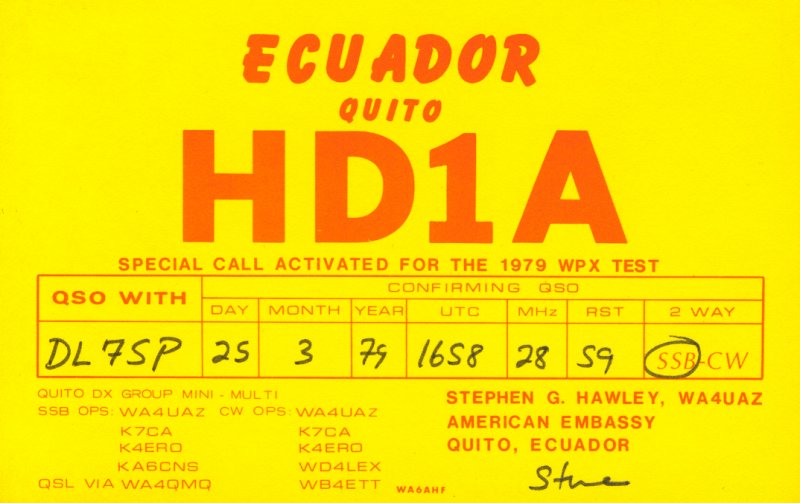 ECUADOR
QUITO
HD1A
SPECIAL CALL ACTIVATED FOR THE 1979 WPX TEST
QSO WITH CONFIRMING QSO
DAY MONTH YEAR UTC MHz RST 2 WAY
DL7SP 25 3 79 1658 28 59 SSB-CW
QUITO DX GROUP MINI - MULTI
SSB OPS: WA4UAZ CW OPS: WA4UAZ
K7CA K7CA
K4ERO K4ERO
KA6CNS WD4LEX
QSL VIA WA4QMQ WB4ETT
WA6AHF
STEPHEN G. HAWLEY, WA4UAZ
AMERICAN EMBASSY
QUITO, ECUADOR
Steve